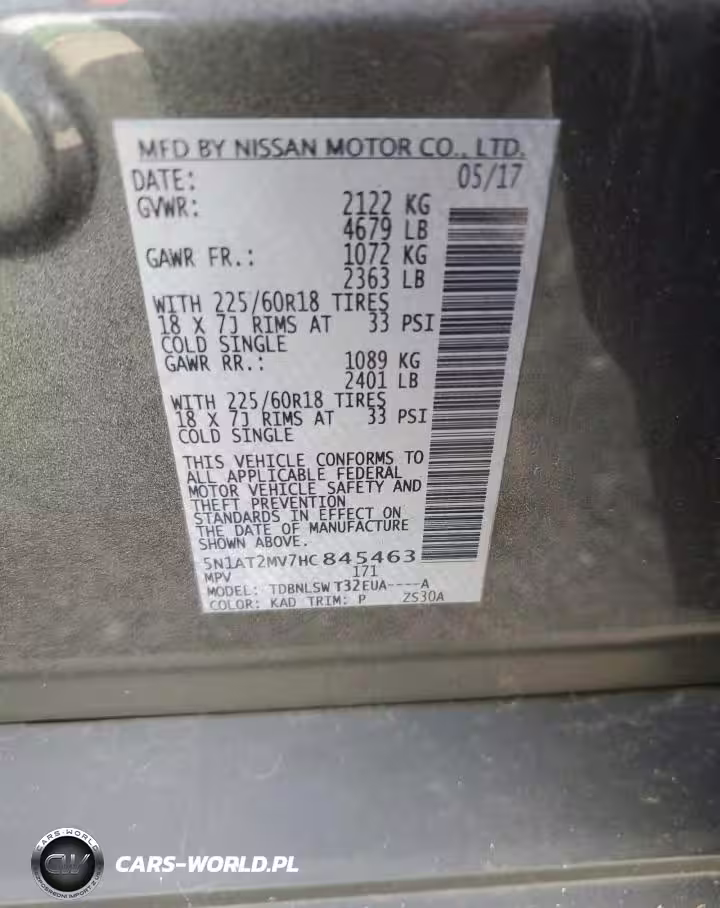 MFD BY NISSAN MOTOR CO., LTD.
DATE: 05/17
GVWR: 2122 KG
4679 LB
GAWR FR.: 1072 KG
2363 LB
WITH 225/60R18 TIRES
18 X 7J RIMS AT 33 PSI
COLD SINGLE
GAWR RR.: 1089 KG
2401 LB
WITH 225/60R18 TIRES
18 X 7J RIMS AT 33 PSI
COLD SINGLE
THIS VEHICLE CONFORMS TO
ALL APPLICABLE FEDERAL
MOTOR VEHICLE SAFETY AND
THEFT PREVENTION
STANDARDS IN EFFECT ON
THE DATE OF MANUFACTURE
SHOWN ABOVE.
5N1AT2MV7HC845463
MPV 171
MODEL: TDBNLSW T32EUA----A
COLOR: KAD TRIM: P ZS30A
CARS-WORLD
CW
CARS-WORLD.PL